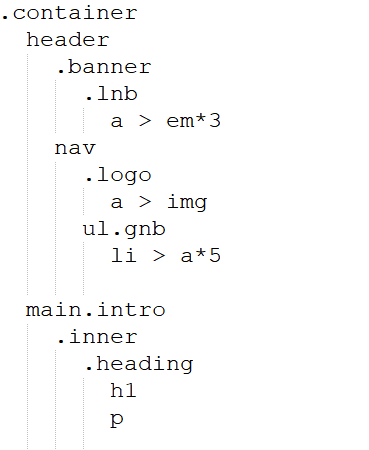 .container
header
.banner
.lnb
a > em*3
nav
.logo
a > img
ul.gnb
li > a*5
main.intro
.inner
.heading
h1
p